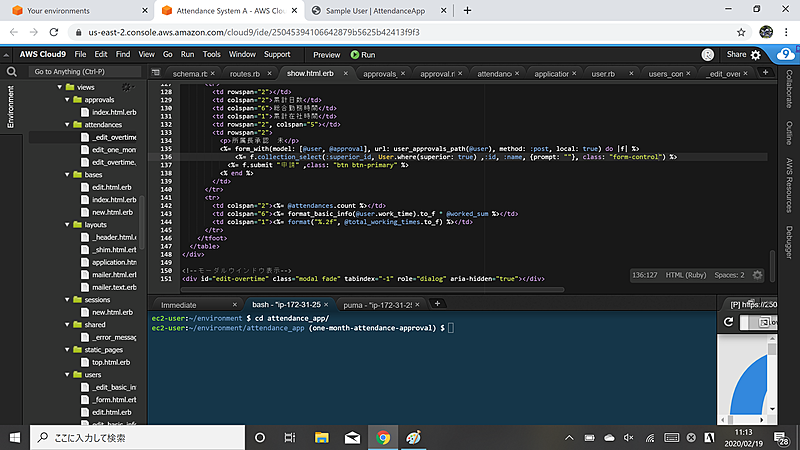 Your environments
Attendance System A - AWS Clou
Sample User | AttendanceApp
us-east-2.console.aws.amazon.com/cloud9/ide/25045394106642879b5625b42413f9f3
AWS Cloud9 File Edit Find View Go Run Tools Window Support Preview Run Share
Go to Anything (Ctrl-P)
schema.rb routes.rb show.html.erb approvals_ approval.r attendano application user.rb users_con _edit_over
Environment
views
approvals
index.html.erb
attendances
_edit_overtime
edit_one_mo
edit_overtime.
bases
edit.html.erb
index.html.erb
new.html.erb
layouts
_header.html.e
_shim.html.erb
application.ht
mailer.html.erb
mailer.text.erb
sessions
new.html.erb
shared
_error_messag
static_pages
top.html.erb
users
_edit_basic_in
_form.html.erb
edit.html.erb
127 <tr>
128 <td rowspan="2"></td>
129 <td colspan="2">累計日数</td>
130 <td colspan="6">総合勤務時間</td>
131 <td colspan="1">累計在社時間</td>
132 <td rowspan="2", colspan="5"></td>
133 <td rowspan="2">
134 <p>所属長承認 未</p>
135 <%= form_with(model: [@user, @approval], url: user_approvals_path(@user), method: :post, local: true) do |f| %>
136 <%= f.collection_select(:superior_id, User.where(superior: true) ,:id, :name, {prompt: ""}, class: "form-control") %>
137 <%= f.submit "申請" ,class: "btn btn-primary" %>
138 <% end %>
139 </td>
140 </tr>
141 <tr>
142 <td colspan="2"><%= @attendances.count %></td>
143 <td colspan="6"><%= format_basic_info(@user.work_time).to_f * @worked_sum %></td>
144 <td colspan="1"><%= format("%.2f", @total_working_times.to_f) %></td>
145 </tr>
146 </tfoot>
147 </table>
148 </div>
149
150 <!--モーダルウインドウ表示-->
151 <div id="edit-overtime" class="modal fade" tabindex="-1" role="dialog" aria-hidden="true"></div>
136:127 HTML (Ruby) Spaces: 2
Collaborate
Outline
AWS Resources
Debugger
Immediate
bash - "ip-172-31-25
puma - "ip-172-31-25
ec2-user:~/environment $ cd attendance_app/
ec2-user:~/environment/attendance_app (one-month-attendance-approval) $
[P] https://250
ここに入力して検索
A
11:13
2020/02/19
28